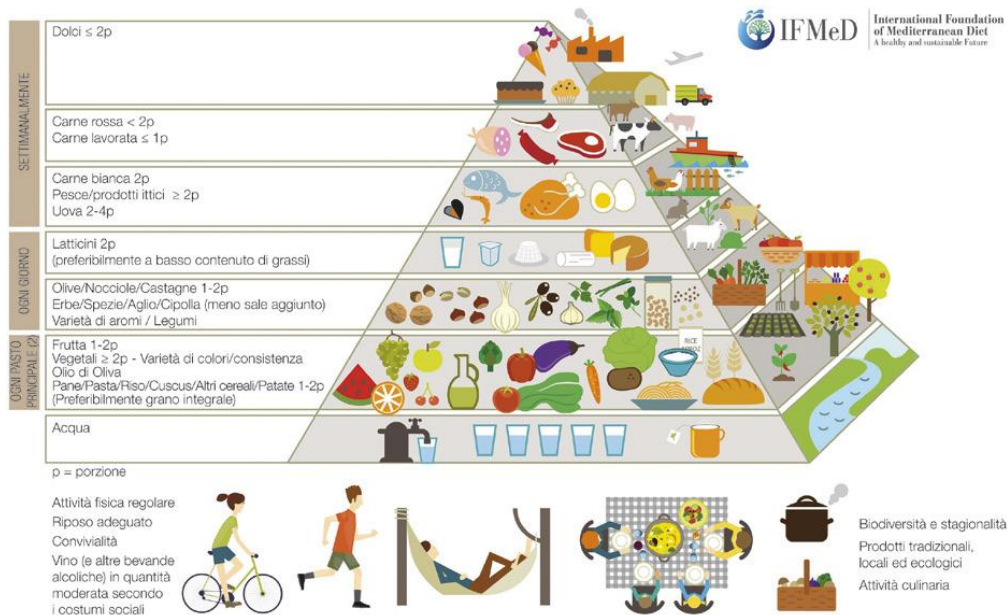 IFMeD
International Foundation
of Mediterranean Diet
A healthy and sustainable Future
SETTIMANALMENTE
Dolci ≤ 2p
Carne rossa < 2p
Carne lavorata ≤ 1p
Carne bianca 2p
Pesce/prodotti ittici ≥ 2p
Uova 2-4p
OGNI GIORNO
Latticini 2p
(preferibilmente a basso contenuto di grassi)
Olive/Nocciole/Castagne 1-2p
Erbe/Spezie/Aglio/Cipolla (meno sale aggiunto)
Varietà di aromi / Legumi
OGNI PASTO
PRINCIPALE (2)
Frutta 1-2p
Vegetali ≥ 2p - Varietà di colori/consistenza
Olio di Oliva
Pane/Pasta/Riso/Cuscus/Altri cereali/Patate 1-2p
(Preferibilmente grano integrale)
RICE
Acqua
p = porzione
Attività fisica regolare
Riposo adeguato
Convivialità
Vino (e altre bevande
alcoliche) in quantità
moderata secondo
i costumi sociali
Biodiversità e stagionalità
Prodotti tradizionali,
locali ed ecologici
Attività culinaria